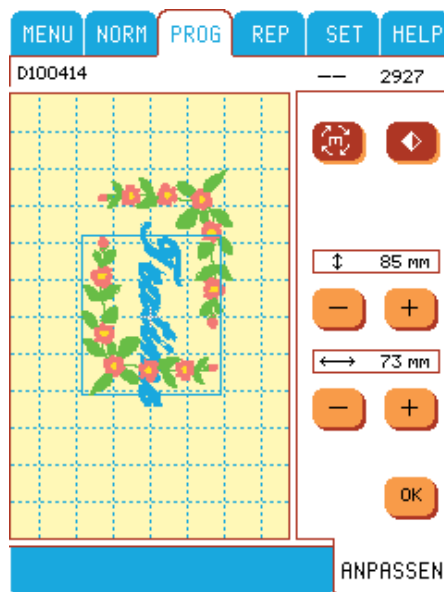 MENU NORM PROG REP SET HELP
D100414 -- 2927
E
↕ 85 MM
− +
↔ 73 MM
− +
OK
ANPASSEN